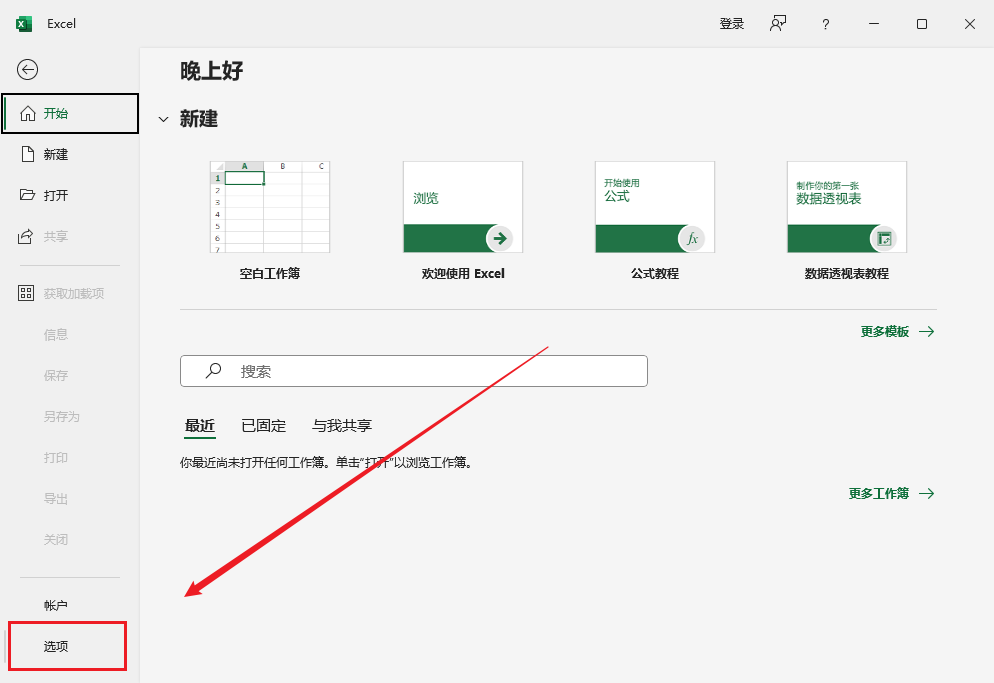 Excel
登录
?
开始
新建
打开
共享
获取加载项
信息
保存
另存为
打印
导出
关闭
帐户
选项
晚上好
新建
A B C
1
2
3
4
5
6
7
空白工作簿
浏览
欢迎使用 Excel
开始使用
公式
fx
公式教程
制作你的第一张
数据透视表
数据透视表教程
更多模板
搜索
最近 已固定 与我共享
你最近尚未打开任何工作簿。单击"打开"以浏览工作簿。
更多工作簿